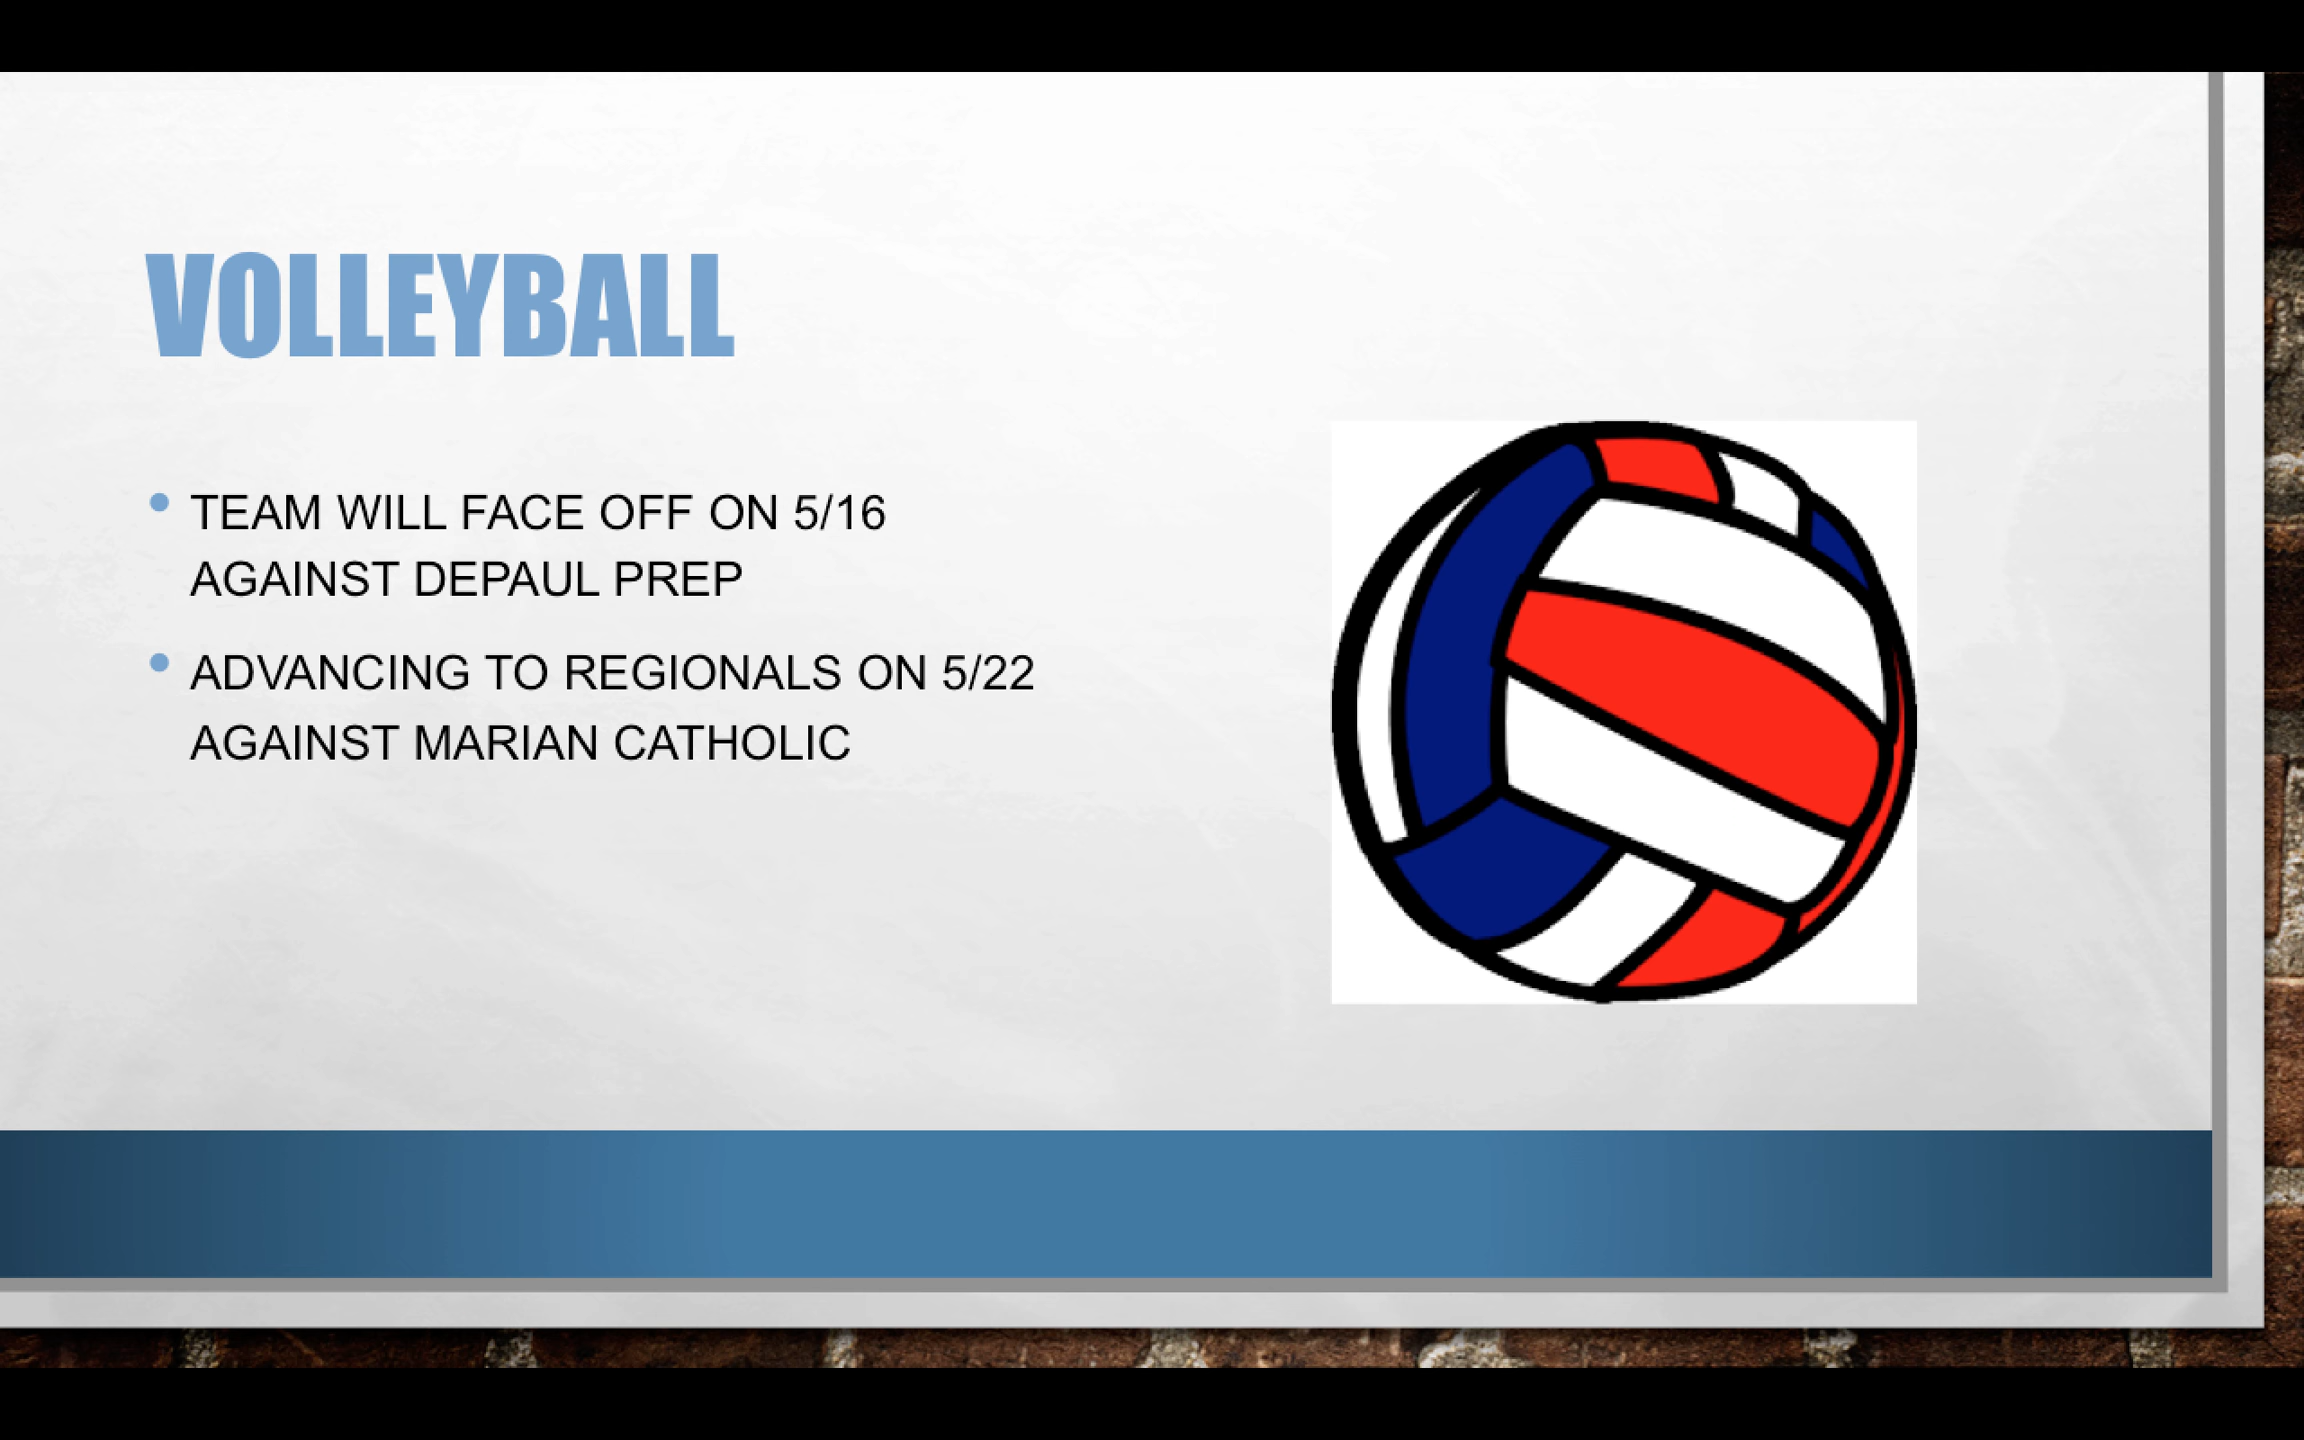 VOLLEYBALL
TEAM WILL FACE OFF ON 5/16
AGAINST DEPAUL PREP
ADVANCING TO REGIONALS ON 5/22
AGAINST MARIAN CATHOLIC